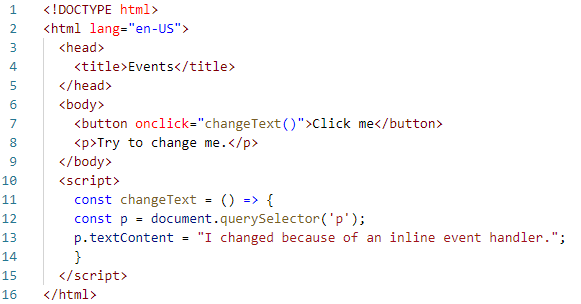 1 <!DOCTYPE html>
2 <html lang="en-US">
3 <head>
4 <title>Events</title>
5 </head>
6 <body>
7 <button onclick="changeText()">Click me</button>
8 <p>Try to change me.</p>
9 </body>
10 <script>
11 const changeText = () => {
12 const p = document.querySelector('p');
13 p.textContent = "I changed because of an inline event handler.";
14 }
15 </script>
16 </html>